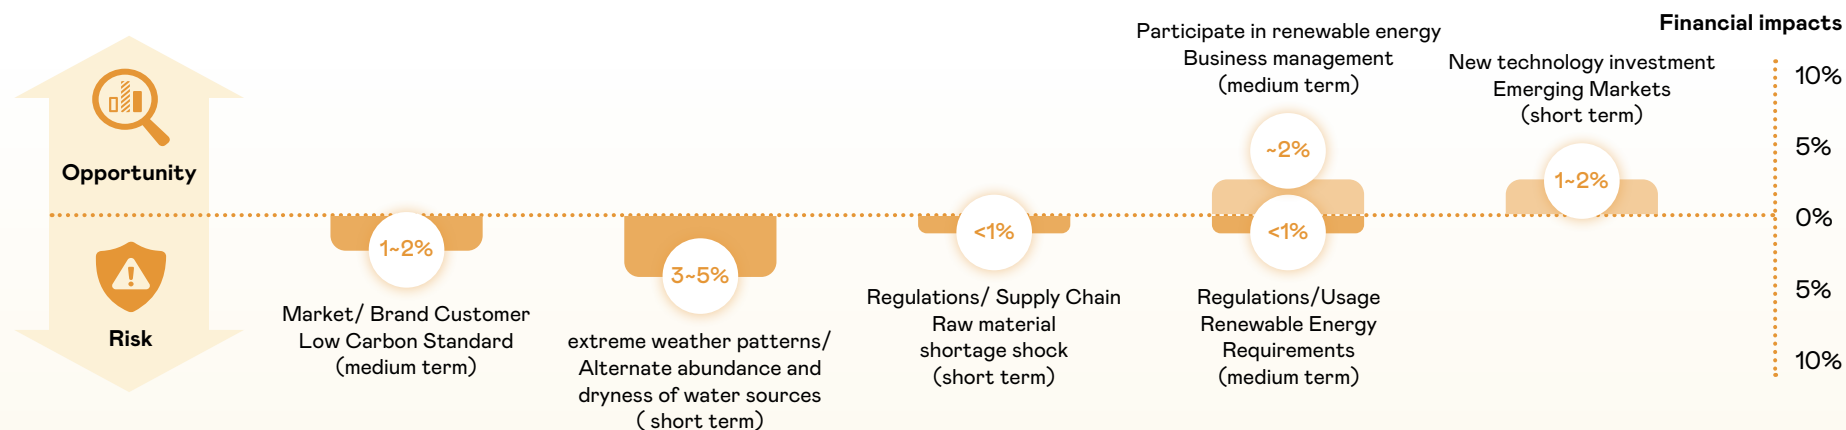 Financial impacts
Opportunity
Risk
1~2%
Market/ Brand Customer
Low Carbon Standard
(medium term)
3~5%
extreme weather patterns/
Alternate abundance and
dryness of water sources
( short term)
<1%
Regulations/ Supply Chain
Raw material
shortage shock
(short term)
Participate in renewable energy
Business management
(medium term)
~2%
<1%
Regulations/Usage
Renewable Energy
Requirements
(medium term)
New technology investment
Emerging Markets
(short term)
1~2%
10%
5%
0%
5%
10%